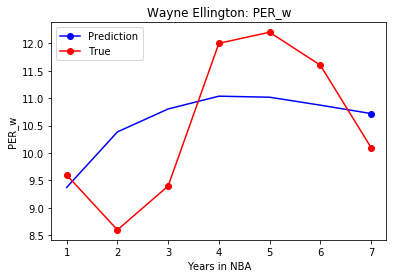 Wayne Ellington: PER_w
Prediction
True
PER_w
12.0
11.5
11.0
10.5
10.0
9.5
9.0
8.5
1 2 3 4 5 6 7
Years in NBA